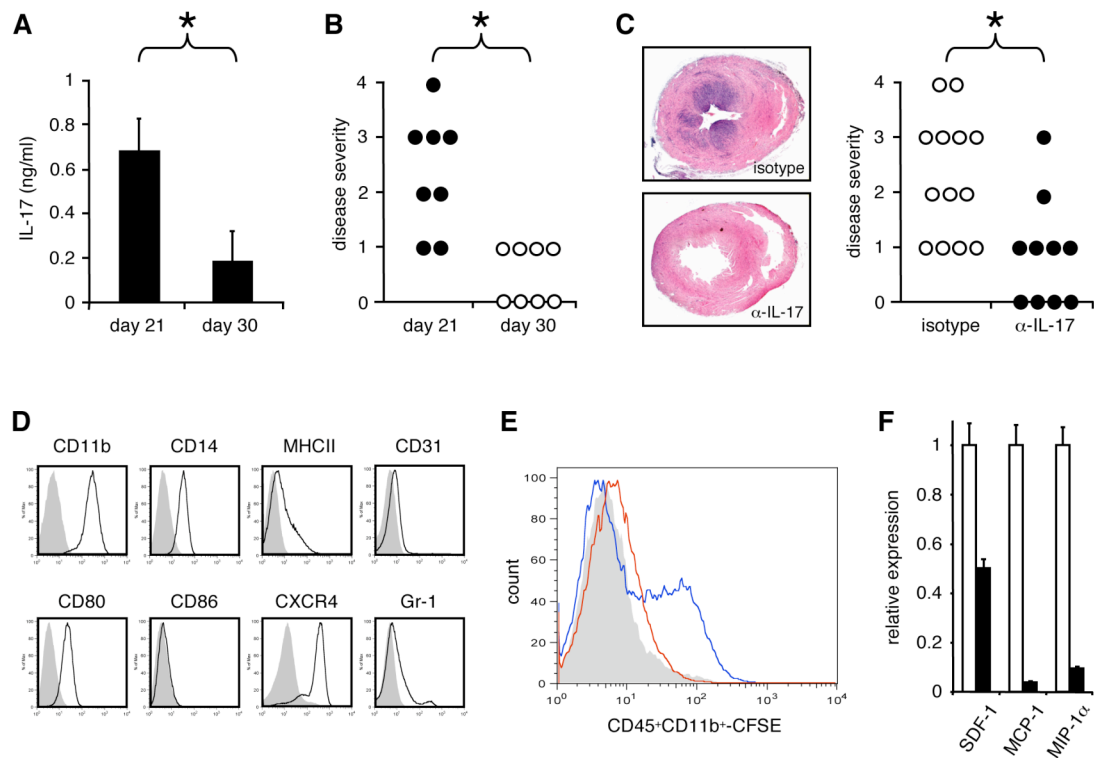 A
*
IL-17 (ng/ml)
1
0.8
0.6
0.4
0.2
0
day 21
day 30
B
*
disease severity
4
3
2
1
0
day 21
day 30
C
isotype
α-IL-17
*
disease severity
4
3
2
1
0
isotype
α-IL-17
D
CD11b
CD14
MHCII
CD31
CD80
CD86
CXCR4
Gr-1
E
count
100
80
60
40
20
0
10⁰
10¹
10²
10³
10⁴
CD45⁺CD11b⁺-CFSE
F
relative expression
1
0.8
0.6
0.4
0.2
0
SDF-1
MCP-1
MIP-1α